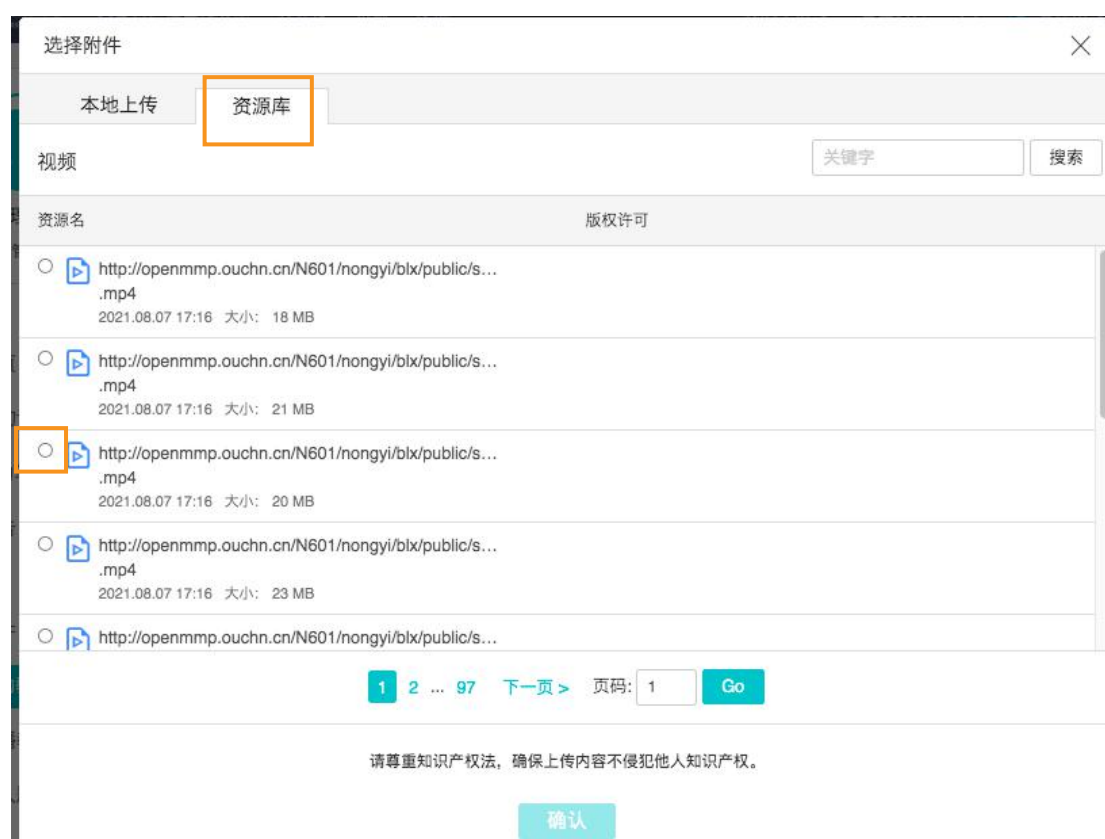 选择附件
本地上传 资源库
视频 关键字 搜索
资源名 版权许可
http://openmmp.ouchn.cn/N601/nongyi/blx/public/s...
.mp4
2021.08.07 17:16 大小: 18 MB
http://openmmp.ouchn.cn/N601/nongyi/blx/public/s...
.mp4
2021.08.07 17:16 大小: 21 MB
http://openmmp.ouchn.cn/N601/nongyi/blx/public/s...
.mp4
2021.08.07 17:16 大小: 20 MB
http://openmmp.ouchn.cn/N601/nongyi/blx/public/s...
.mp4
2021.08.07 17:16 大小: 23 MB
http://openmmp.ouchn.cn/N601/nongyi/blx/public/s...
1 2 ... 97 下一页 > 页码: 1 Go
请尊重知识产权法，确保上传内容不侵犯他人知识产权。
确认